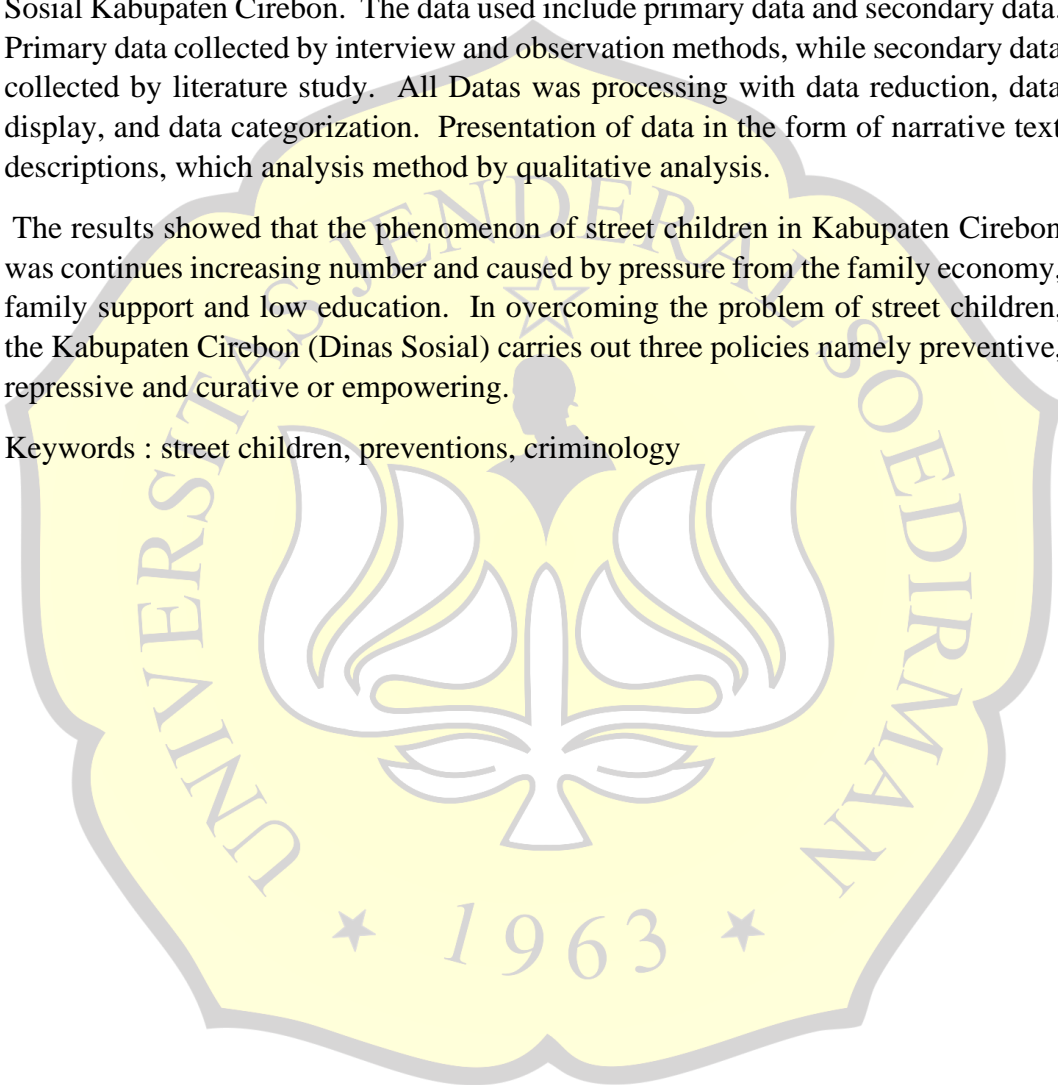 Sosial Kabupaten Cirebon. The data used include primary data and secondary data.
Primary data collected by interview and observation methods, while secondary data
collected by literature study. All Datas was processing with data reduction, data
display, and data categorization. Presentation of data in the form of narrative text
descriptions, which analysis method by qualitative analysis.
The results showed that the phenomenon of street children in Kabupaten Cirebon
was continues increasing number and caused by pressure from the family economy,
family support and low education. In overcoming the problem of street children,
the Kabupaten Cirebon (Dinas Sosial) carries out three policies namely preventive,
repressive and curative or empowering.
Keywords : street children, preventions, criminology
UNIVERSITAS JENDERAL SOEDIRMAN
1963